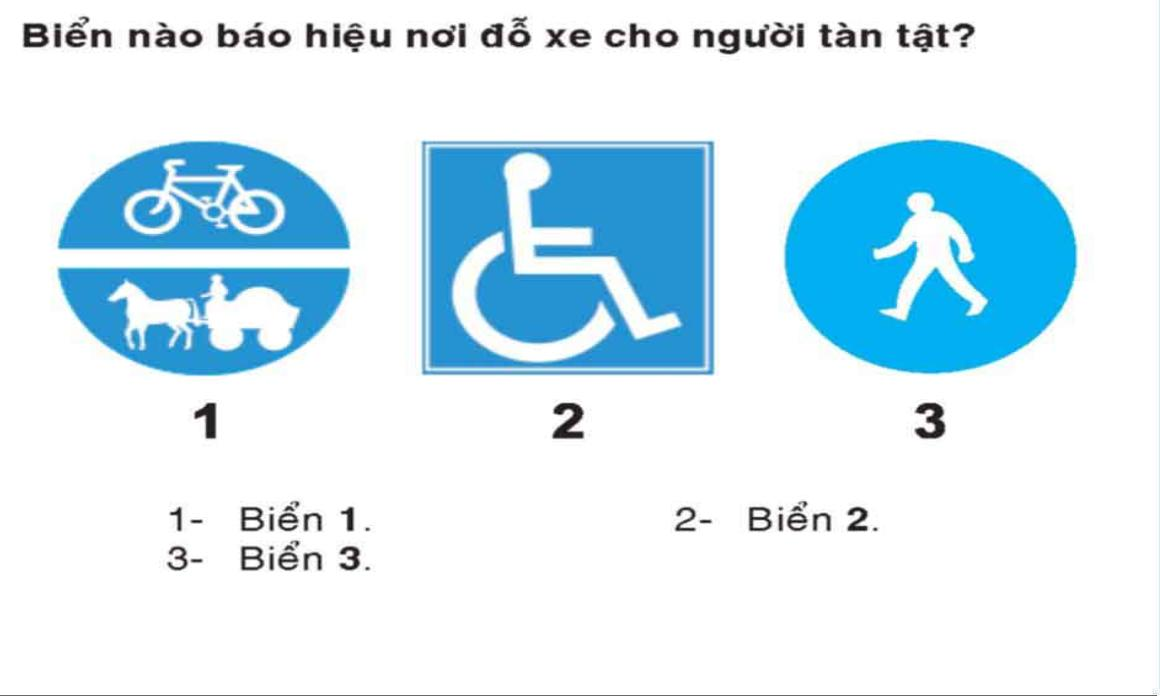 Biển nào báo hiệu nơi đỗ xe cho người tàn tật?
1 2 3
1- Biển 1. 2- Biển 2.
3- Biển 3.